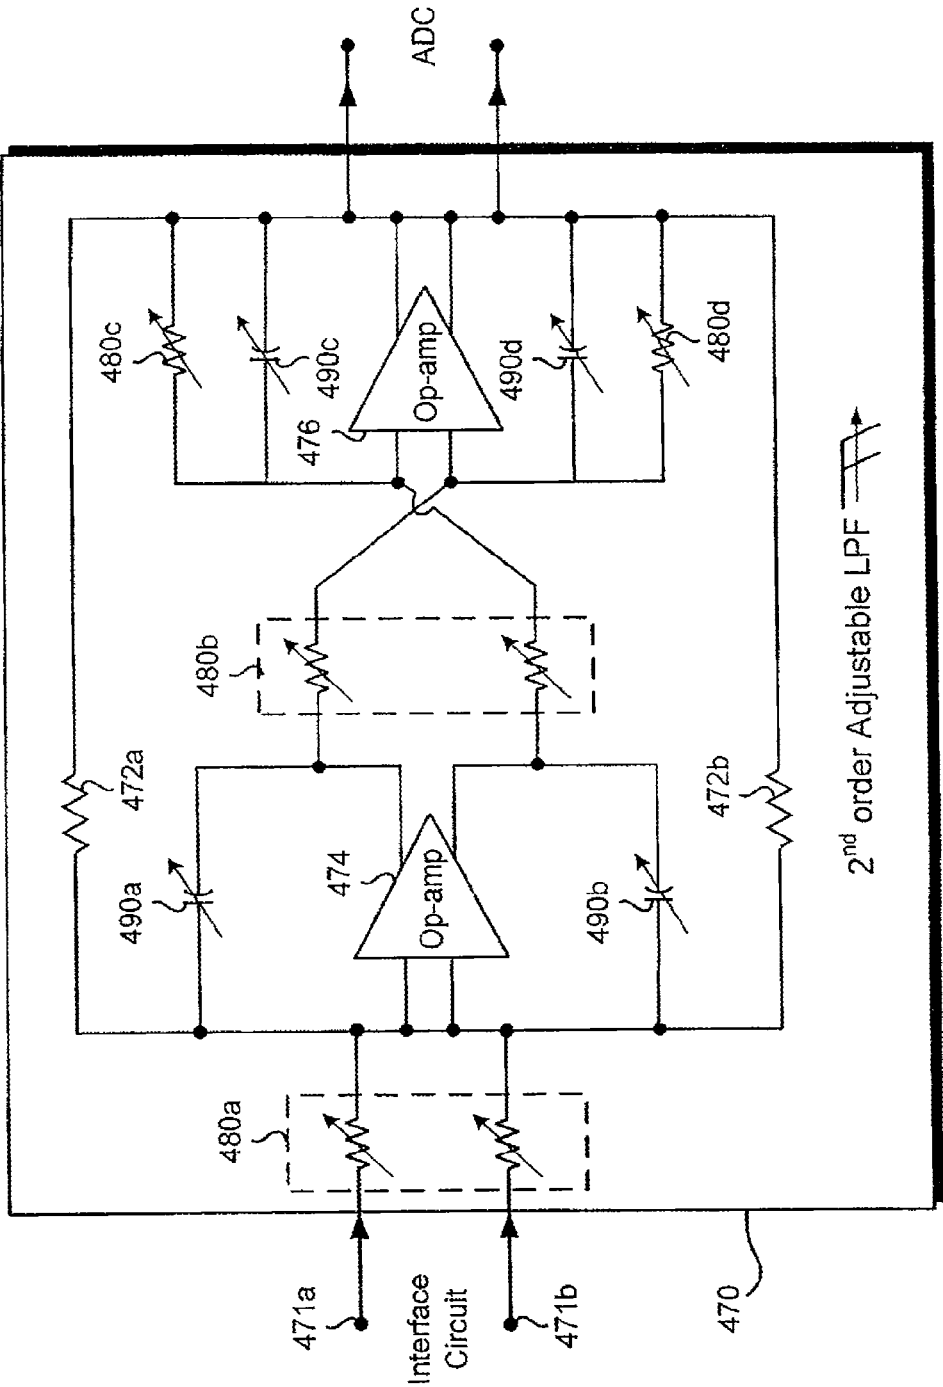 472a
480c
490a
490c
480b
474
Op-amp
476
Op-amp
ADC
480a
471a
Interface
Circuit
471b
490b
490d
480d
472b
2nd order Adjustable LPF
470